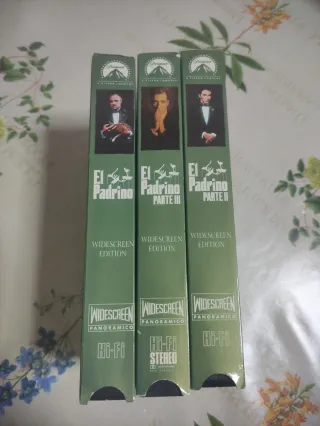 El
Padrino
WIDESCREEN
EDITION
WIDESCREEN
PANORAMICO
Hi-Fi
El
Padrino
PARTE III
WIDESCREEN
EDITION
WIDESCREEN
PANORAMICO
Hi-Fi
STEREO
El
Padrino
PARTE II
WIDESCREEN
EDITION
WIDESCREEN
PANORAMICO
Hi-Fi